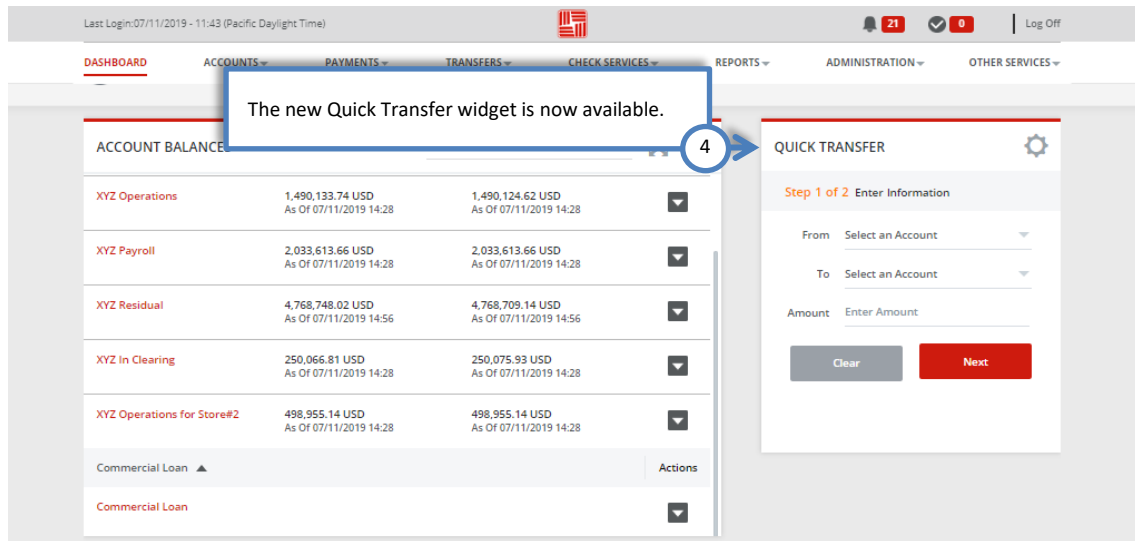 Last Login:07/11/2019 - 11:43 (Pacific Daylight Time)
21
0
Log Off
DASHBOARD
ACCOUNTS
PAYMENTS
TRANSFERS
CHECK SERVICES
REPORTS
ADMINISTRATION
OTHER SERVICES
The new Quick Transfer widget is now available.
4
ACCOUNT BALANCES
XYZ Operations
1,490,133.74 USD
1,490,124.62 USD
As Of 07/11/2019 14:28
As Of 07/11/2019 14:28
XYZ Payroll
2,033,613.66 USD
2,033,613.66 USD
As Of 07/11/2019 14:28
As Of 07/11/2019 14:28
XYZ Residual
4,768,748.02 USD
4,768,709.14 USD
As Of 07/11/2019 14:56
As Of 07/11/2019 14:56
XYZ In Clearing
250,066.81 USD
250,075.93 USD
As Of 07/11/2019 14:28
As Of 07/11/2019 14:28
XYZ Operations for Store#2
498,955.14 USD
498,955.14 USD
As Of 07/11/2019 14:28
As Of 07/11/2019 14:28
Commercial Loan
Actions
Commercial Loan
QUICK TRANSFER
Step 1 of 2 Enter Information
From Select an Account
To Select an Account
Amount Enter Amount
Clear
Next